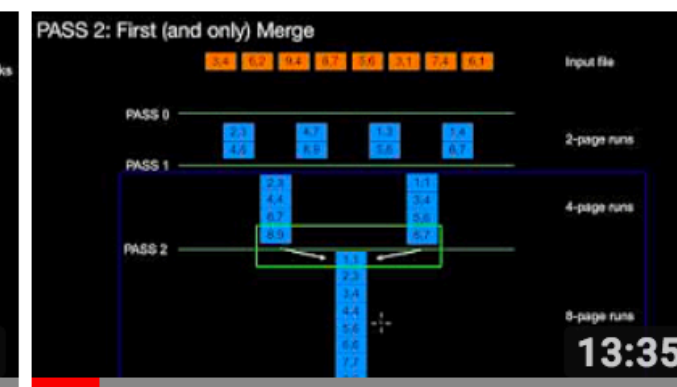 ks
PASS 2: First (and only) Merge
3,4 6,2 9,4 8,7 5,6 3,1 7,4 6,1
Input file
PASS 0
2,3 4,7 1,3 1,4
4,6 8,9 5,6 6,7
2-page runs
PASS 1
2,3 1,1
4,4 3,4
6,7 5,6
8,9 6,7
4-page runs
PASS 2
1,1
2,3
3,4
4,4
5,6
6,6
7,7
8-page runs
13:35